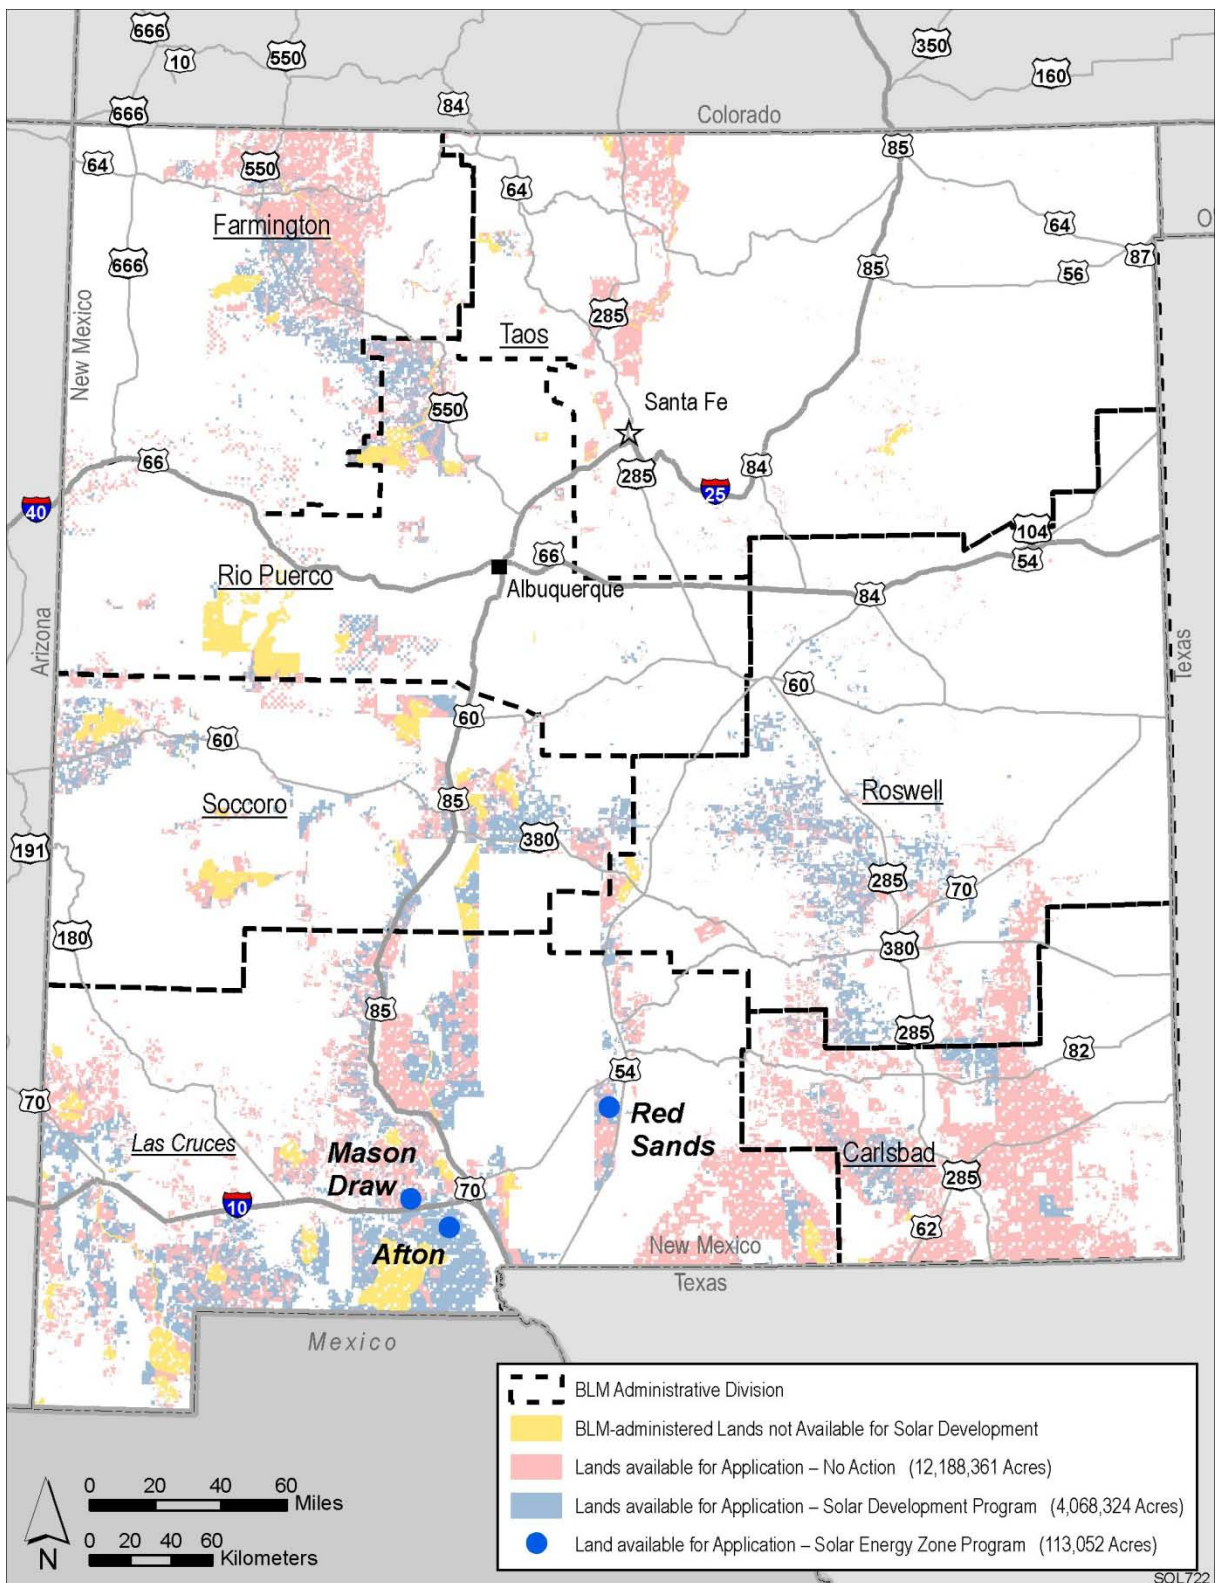 666
10
550
350
160
666
84
Colorado
85
64
550
64
64
O
Farmington
666
85
87
56
New Mexico
285
Taos
Santa Fe
550
66
84
285
25
40
104
54
66
Rio Puerco
Albuquerque
84
Arizona
Texas
60
60
60
Roswell
85
Soccoro
380
191
285
70
180
380
85
285
82
54
70
Red
Sands
Las Cruces
Mason
Draw
Carlsbad
285
70
10
62
Afton
New Mexico
Texas
Mexico
BLM Administrative Division
BLM-administered Lands not Available for Solar Development
Lands available for Application – No Action (12,188,361 Acres)
Lands available for Application – Solar Development Program (4,068,324 Acres)
Land available for Application – Solar Energy Zone Program (113,052 Acres)
0 20 40 60
Miles
0 20 40 60
Kilometers
N
SOL722